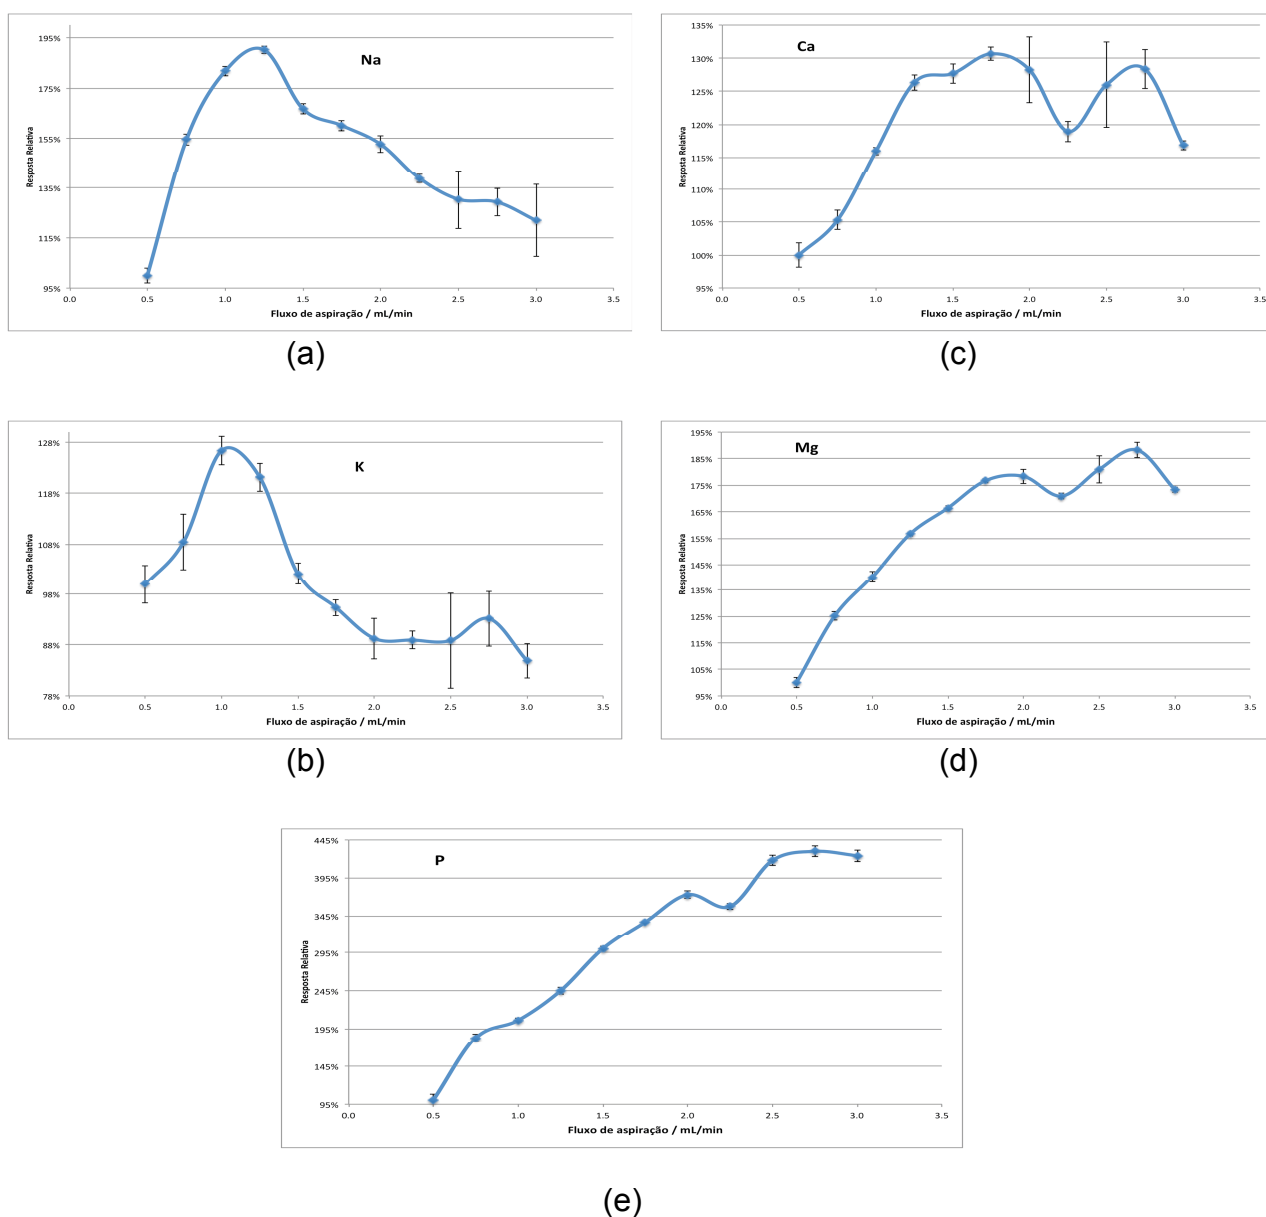 Na
195%
175%
155%
135%
115%
95%
Resposta Relativa
0.0 0.5 1.0 1.5 2.0 2.5 3.0 3.5
Fluxo de aspiração / mL/min
(a)
Ca
135%
130%
125%
120%
115%
110%
105%
100%
95%
Resposta Relativa
0.0 0.5 1.0 1.5 2.0 2.5 3.0 3.5
Fluxo de aspiração / mL/min
(c)
K
128%
118%
108%
98%
88%
78%
Resposta Relativa
0.0 0.5 1.0 1.5 2.0 2.5 3.0 3.5
Fluxo de aspiração / mL/min
(b)
Mg
195%
185%
175%
165%
155%
145%
135%
125%
115%
105%
95%
Resposta Relativa
0.0 0.5 1.0 1.5 2.0 2.5 3.0 3.5
Fluxo de aspiração / mL/min
(d)
P
445%
395%
345%
295%
245%
195%
145%
95%
Resposta Relativa
0.0 0.5 1.0 1.5 2.0 2.5 3.0 3.5
Fluxo de aspiração / mL/min
(e)